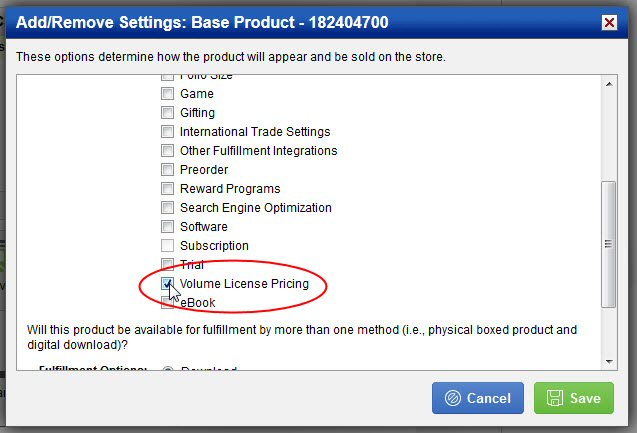 Add/Remove Settings: Base Product - 182404700
These options determine how the product will appear and be sold on the store.
Folio Size
Game
Gifting
International Trade Settings
Other Fulfillment Integrations
Preorder
Reward Programs
Search Engine Optimization
Software
Subscription
Trial
Volume License Pricing
eBook
Will this product be available for fulfillment by more than one method (i.e., physical boxed product and
digital download)?
Fulfillment Options: Download
Cancel Save